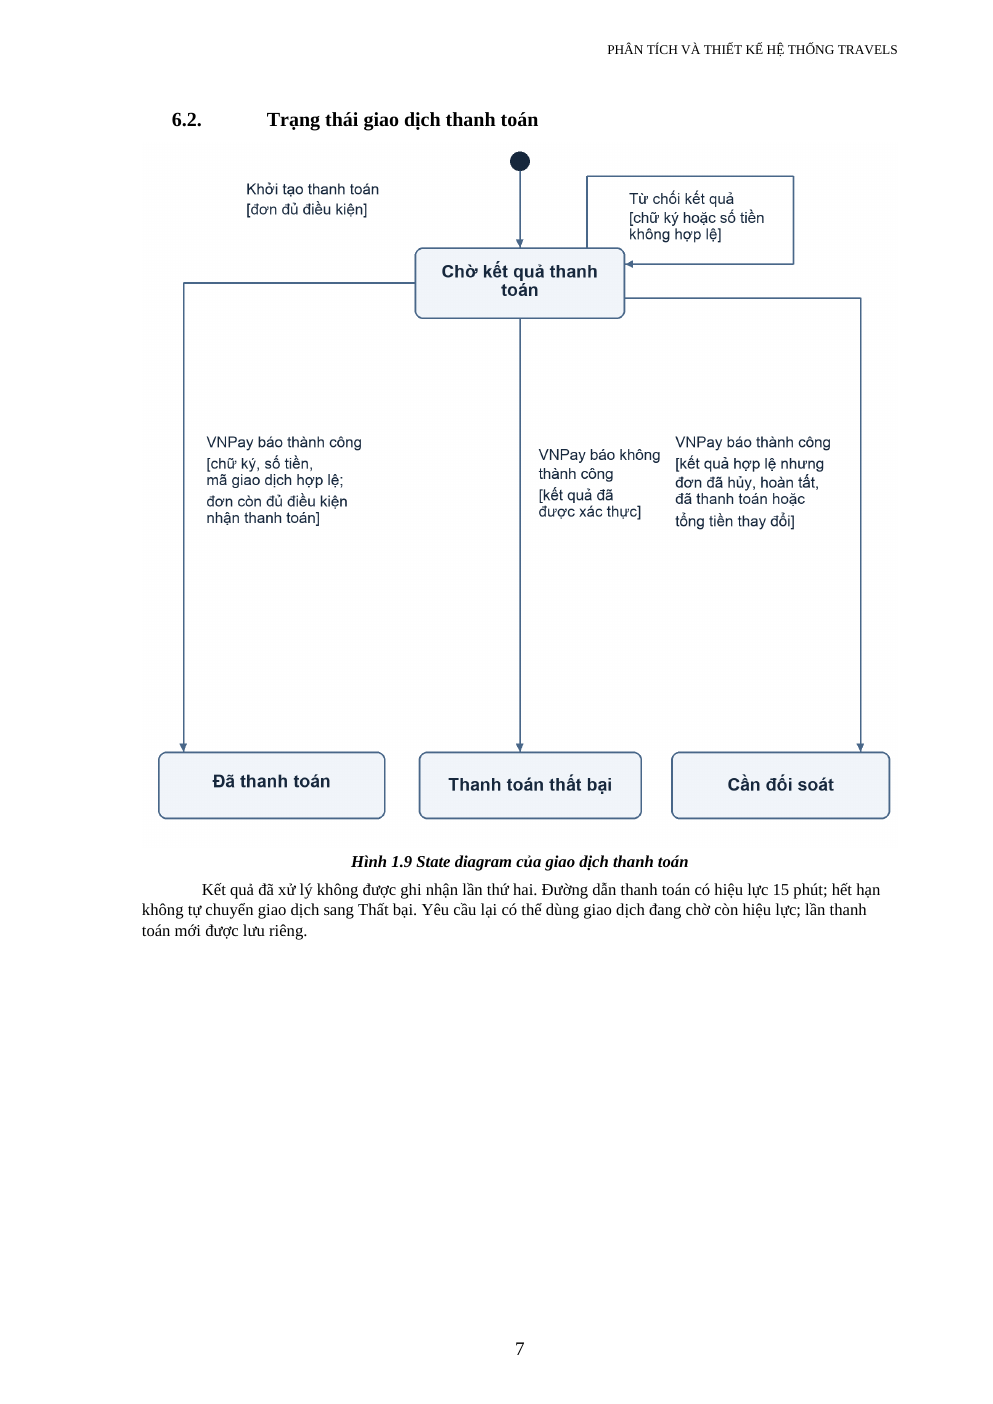 PHÂN TÍCH VÀ THIẾT KẾ HỆ THỐNG TRAVELS
6.2. Trạng thái giao dịch thanh toán
Khởi tạo thanh toán
[đơn đủ điều kiện]
Từ chối kết quả
[chữ ký hoặc số tiền
không hợp lệ]
Chờ kết quả thanh
toán
VNPay báo thành công
[chữ ký, số tiền,
mã giao dịch hợp lệ;
đơn còn đủ điều kiện
nhận thanh toán]
VNPay báo không
thành công
[kết quả đã
được xác thực]
VNPay báo thành công
[kết quả hợp lệ nhưng
đơn đã hủy, hoàn tất,
đã thanh toán hoặc
tổng tiền thay đổi]
Đã thanh toán
Thanh toán thất bại
Cần đối soát
Hình 1.9 State diagram của giao dịch thanh toán
Kết quả đã xử lý không được ghi nhận lần thứ hai. Đường dẫn thanh toán có hiệu lực 15 phút; hết hạn
không tự chuyển giao dịch sang Thất bại. Yêu cầu lại có thể dùng giao dịch đang chờ còn hiệu lực; lần thanh
toán mới được lưu riêng.
7